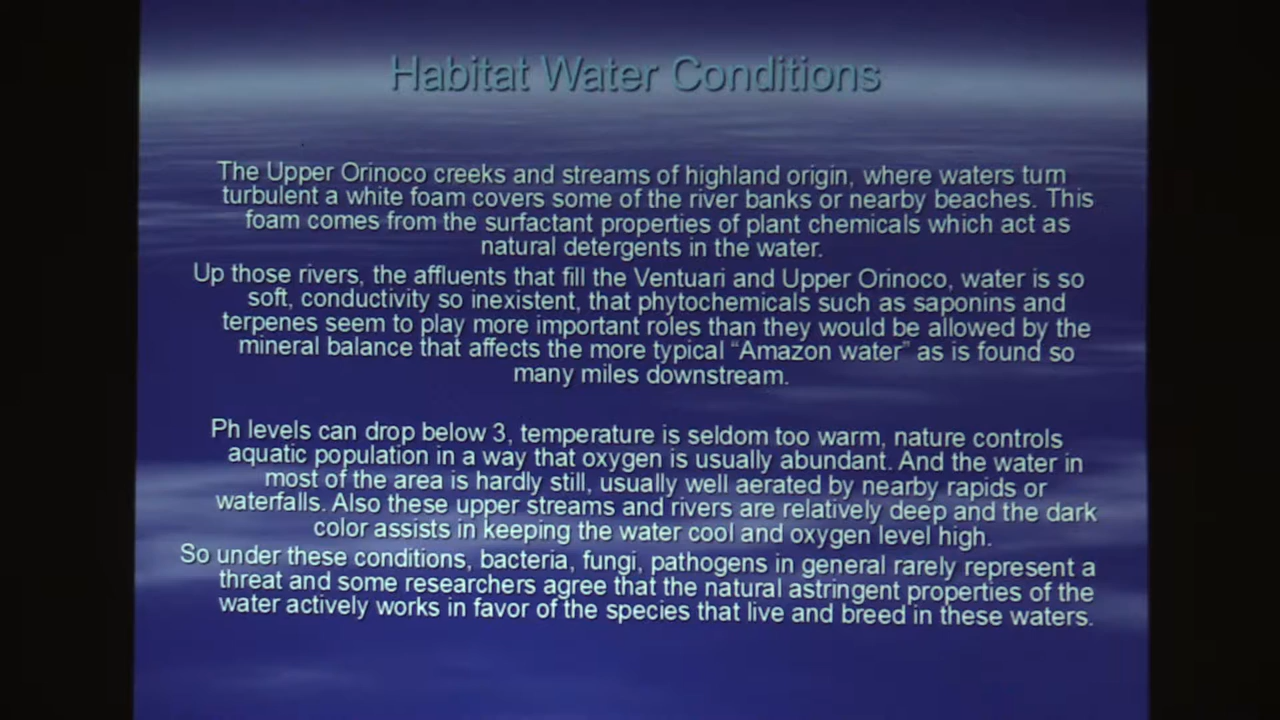 Habitat Water Conditions
The Upper Orinoco creeks and streams of highland origin, where waters turn
turbulent a white foam covers some of the river banks or nearby beaches. This
foam comes from the surfactant properties of plant chemicals which act as
natural detergents in the water.
Up those rivers, the affluents that fill the Ventuari and Upper Orinoco, water is so
soft, conductivity so inexistent, that phytochemicals such as saponins and
terpenes seem to play more important roles than they would be allowed by the
mineral balance that affects the more typical “Amazon water” as is found so
many miles downstream.
Ph levels can drop below 3, temperature is seldom too warm, nature controls
aquatic population in a way that oxygen is usually abundant. And the water in
most of the area is hardly still, usually well aerated by nearby rapids or
waterfalls. Also these upper streams and rivers are relatively deep and the dark
color assists in keeping the water cool and oxygen level high.
So under these conditions, bacteria, fungi, pathogens in general rarely represent a
threat and some researchers agree that the natural astringent properties of the
water actively works in favor of the species that live and breed in these waters.